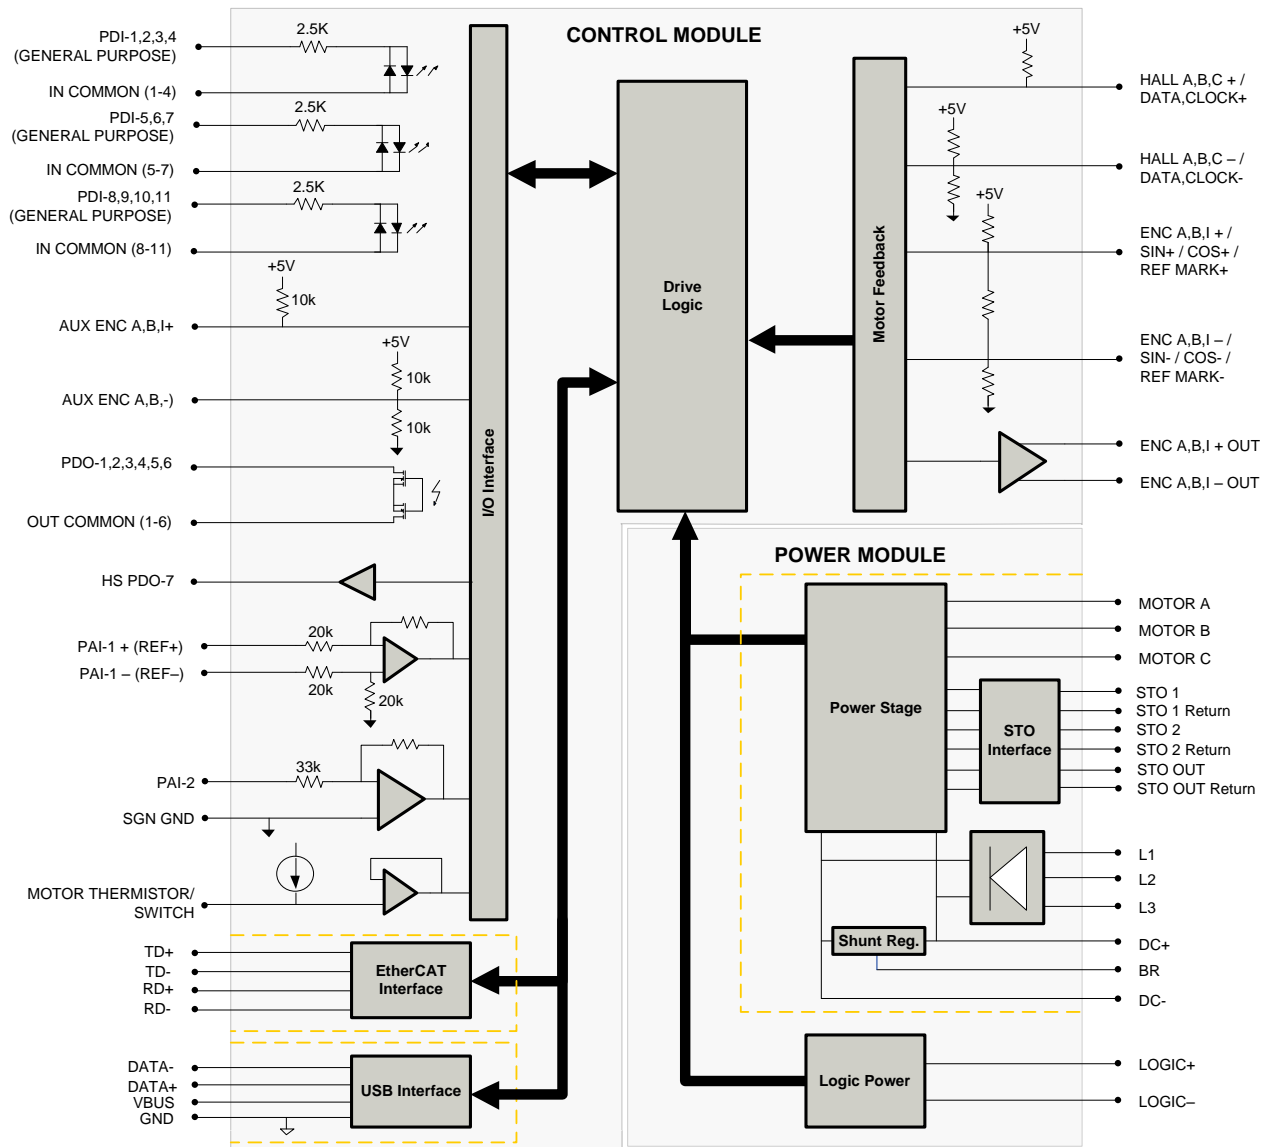 CONTROL MODULE
PDI-1,2,3,4
(GENERAL PURPOSE)
2.5K
IN COMMON (1-4)
PDI-5,6,7
(GENERAL PURPOSE)
2.5K
IN COMMON (5-7)
PDI-8,9,10,11
(GENERAL PURPOSE)
2.5K
IN COMMON (8-11)
+5V
10k
AUX ENC A,B,I+
+5V
10k
AUX ENC A,B,-)
10k
PDO-1,2,3,4,5,6
OUT COMMON (1-6)
HS PDO-7
PAI-1 + (REF+)
20k
PAI-1 – (REF–)
20k
20k
PAI-2
33k
SGN GND
MOTOR THERMISTOR/
SWITCH
I/O Interface
TD+
TD-
RD+
RD-
EtherCAT
Interface
DATA-
DATA+
VBUS
GND
USB Interface
Drive
Logic
Motor Feedback
+5V
HALL A,B,C + /
DATA,CLOCK+
+5V
HALL A,B,C – /
DATA,CLOCK-
+5V
ENC A,B,I + /
SIN+ / COS+ /
REF MARK+
ENC A,B,I – /
SIN- / COS- /
REF MARK-
ENC A,B,I + OUT
ENC A,B,I – OUT
POWER MODULE
Power Stage
MOTOR A
MOTOR B
MOTOR C
STO
Interface
STO 1
STO 1 Return
STO 2
STO 2 Return
STO OUT
STO OUT Return
L1
L2
L3
Shunt Reg.
DC+
BR
DC-
Logic Power
LOGIC+
LOGIC–